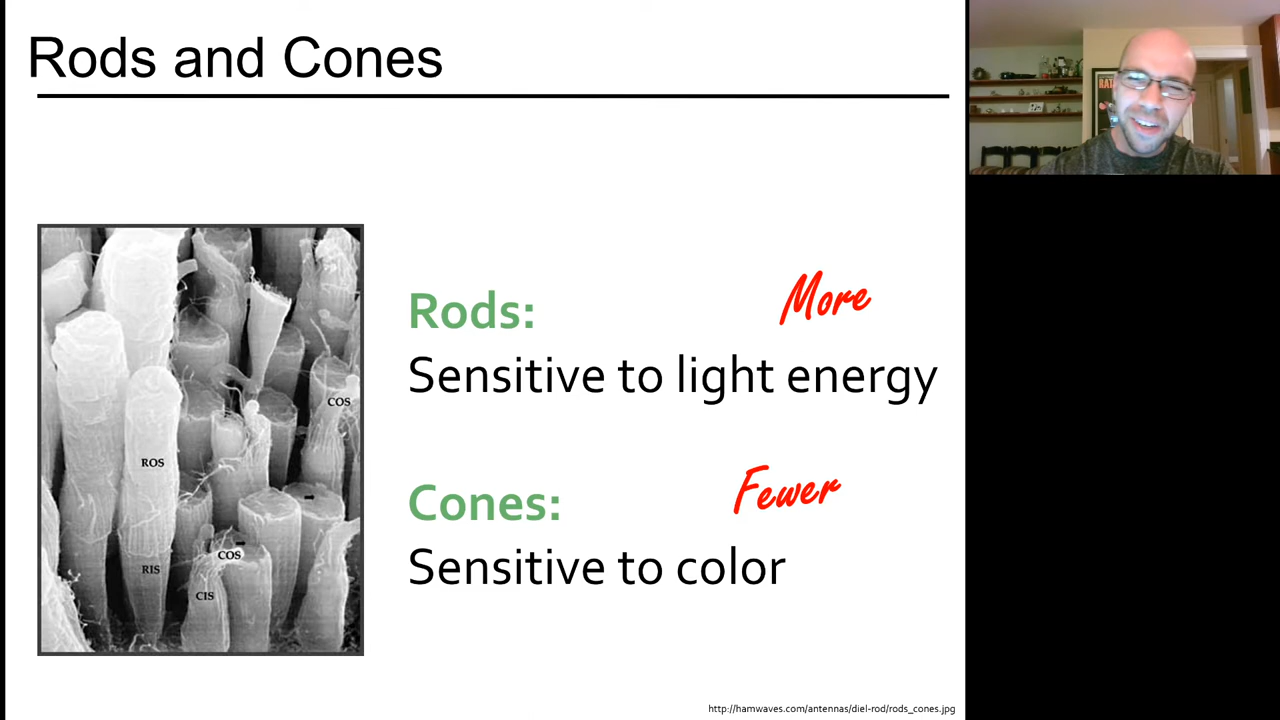 Rods and Cones
RAT
More
Rods:
Sensitive to light energy
COS
ROS
Fewer
Cones:
COS
Sensitive to color
RIS
CIS
http://hamwaves.com/antennas/diel-rod/rods_cones.jpg